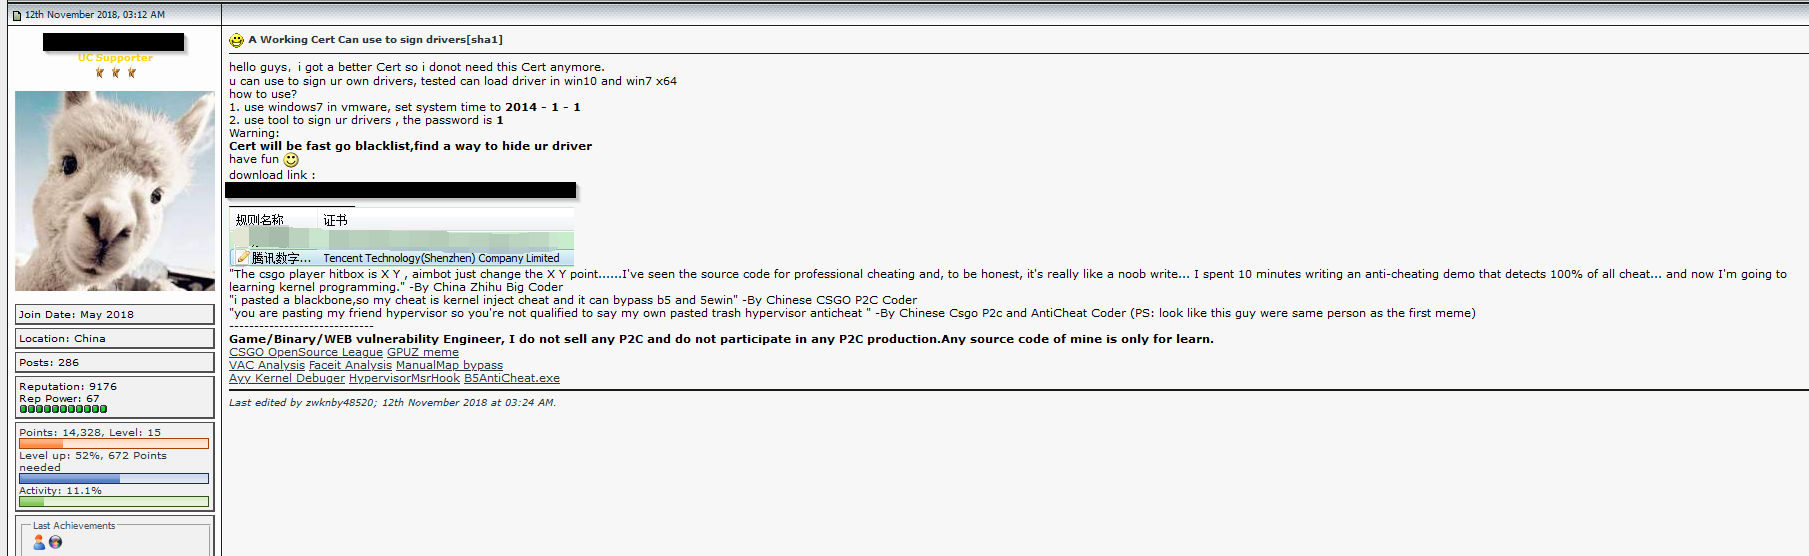 12th November 2018, 03:12 AM
UC Supporter
Join Date: May 2018
Location: China
Posts: 286
Reputation: 9176
Rep Power: 67
Points: 14,328, Level: 15
Level up: 52%, 672 Points
needed
Activity: 11.1%
Last Achievements
A Working Cert Can use to sign drivers[sha1]
hello guys，i got a better Cert so i donot need this Cert anymore.
u can use to sign ur own drivers, tested can load driver in win10 and win7 x64
how to use?
1. use windows7 in vmware, set system time to 2014 - 1 - 1
2. use tool to sign ur drivers , the password is 1
Warning:
Cert will be fast go blacklist,find a way to hide ur driver
have fun
download link :
规则名称 证书
腾讯数字... Tencent Technology(Shenzhen) Company Limited
"The csgo player hitbox is X Y , aimbot just change the X Y point......I've seen the source code for professional cheating and, to be honest, it's really like a noob write... I spent 10 minutes writing an anti-cheating demo that detects 100% of all cheat... and now I'm going to
learning kernel programming." -By China Zhihu Big Coder
"i pasted a blackbone,so my cheat is kernel inject cheat and it can bypass b5 and 5ewin" -By Chinese CSGO P2C Coder
"you are pasting my friend hypervisor so you're not qualified to say my own pasted trash hypervisor anticheat " -By Chinese Csgo P2c and AntiCheat Coder (PS: look like this guy were same person as the first meme)
-----------------------------
Game/Binary/WEB vulnerability Engineer, I do not sell any P2C and do not participate in any P2C production.Any source code of mine is only for learn.
CSGO OpenSource League GPUZ meme
VAC Analysis Faceit Analysis ManualMap bypass
Ayy Kernel Debuger HypervisorMsrHook B5AntiCheat.exe
Last edited by zwknby48520; 12th November 2018 at 03:24 AM.